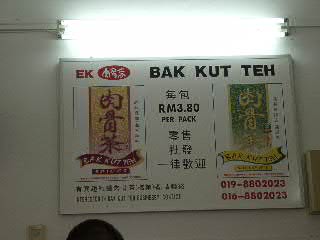 EK BAK KUT TEH
肉骨茶
BAK KUT TEH
每包
RM3.80
PER PACK
零售
批發
一律歡迎
肉骨茶
BAK KUT TEH
019-8802023
016-8802023